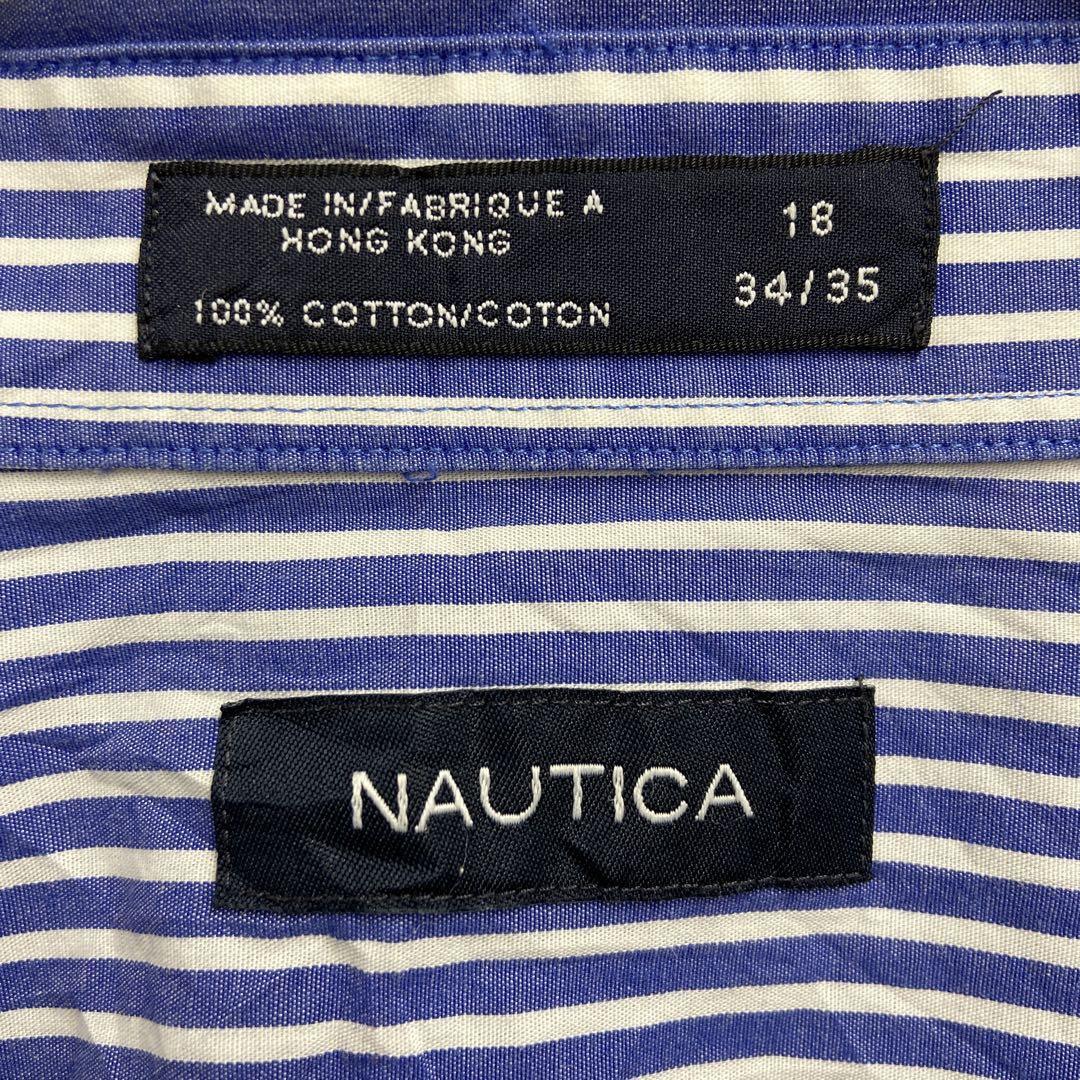 MADE IN/FABRIQUE A
HONG KONG
100% COTTON/COTON
18
34/35
NAUTICA